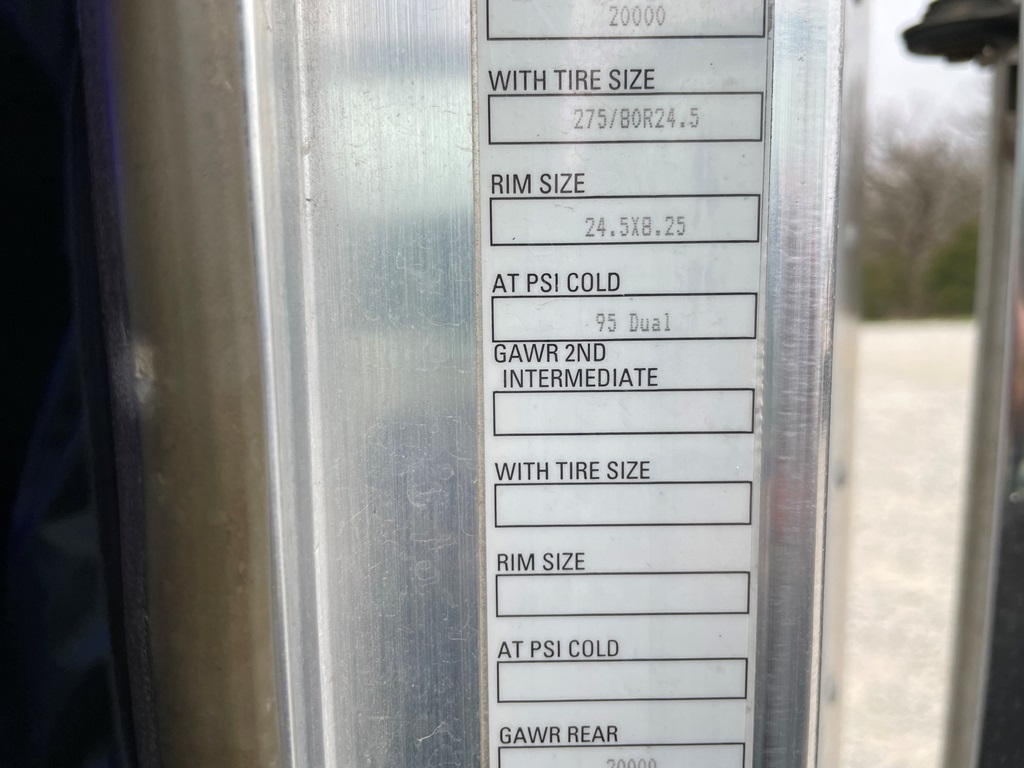 20000
WITH TIRE SIZE
275/80R24.5
RIM SIZE
24.5X8.25
AT PSI COLD
95 Dual
GAWR 2ND
INTERMEDIATE
WITH TIRE SIZE
RIM SIZE
AT PSI COLD
GAWR REAR
20000